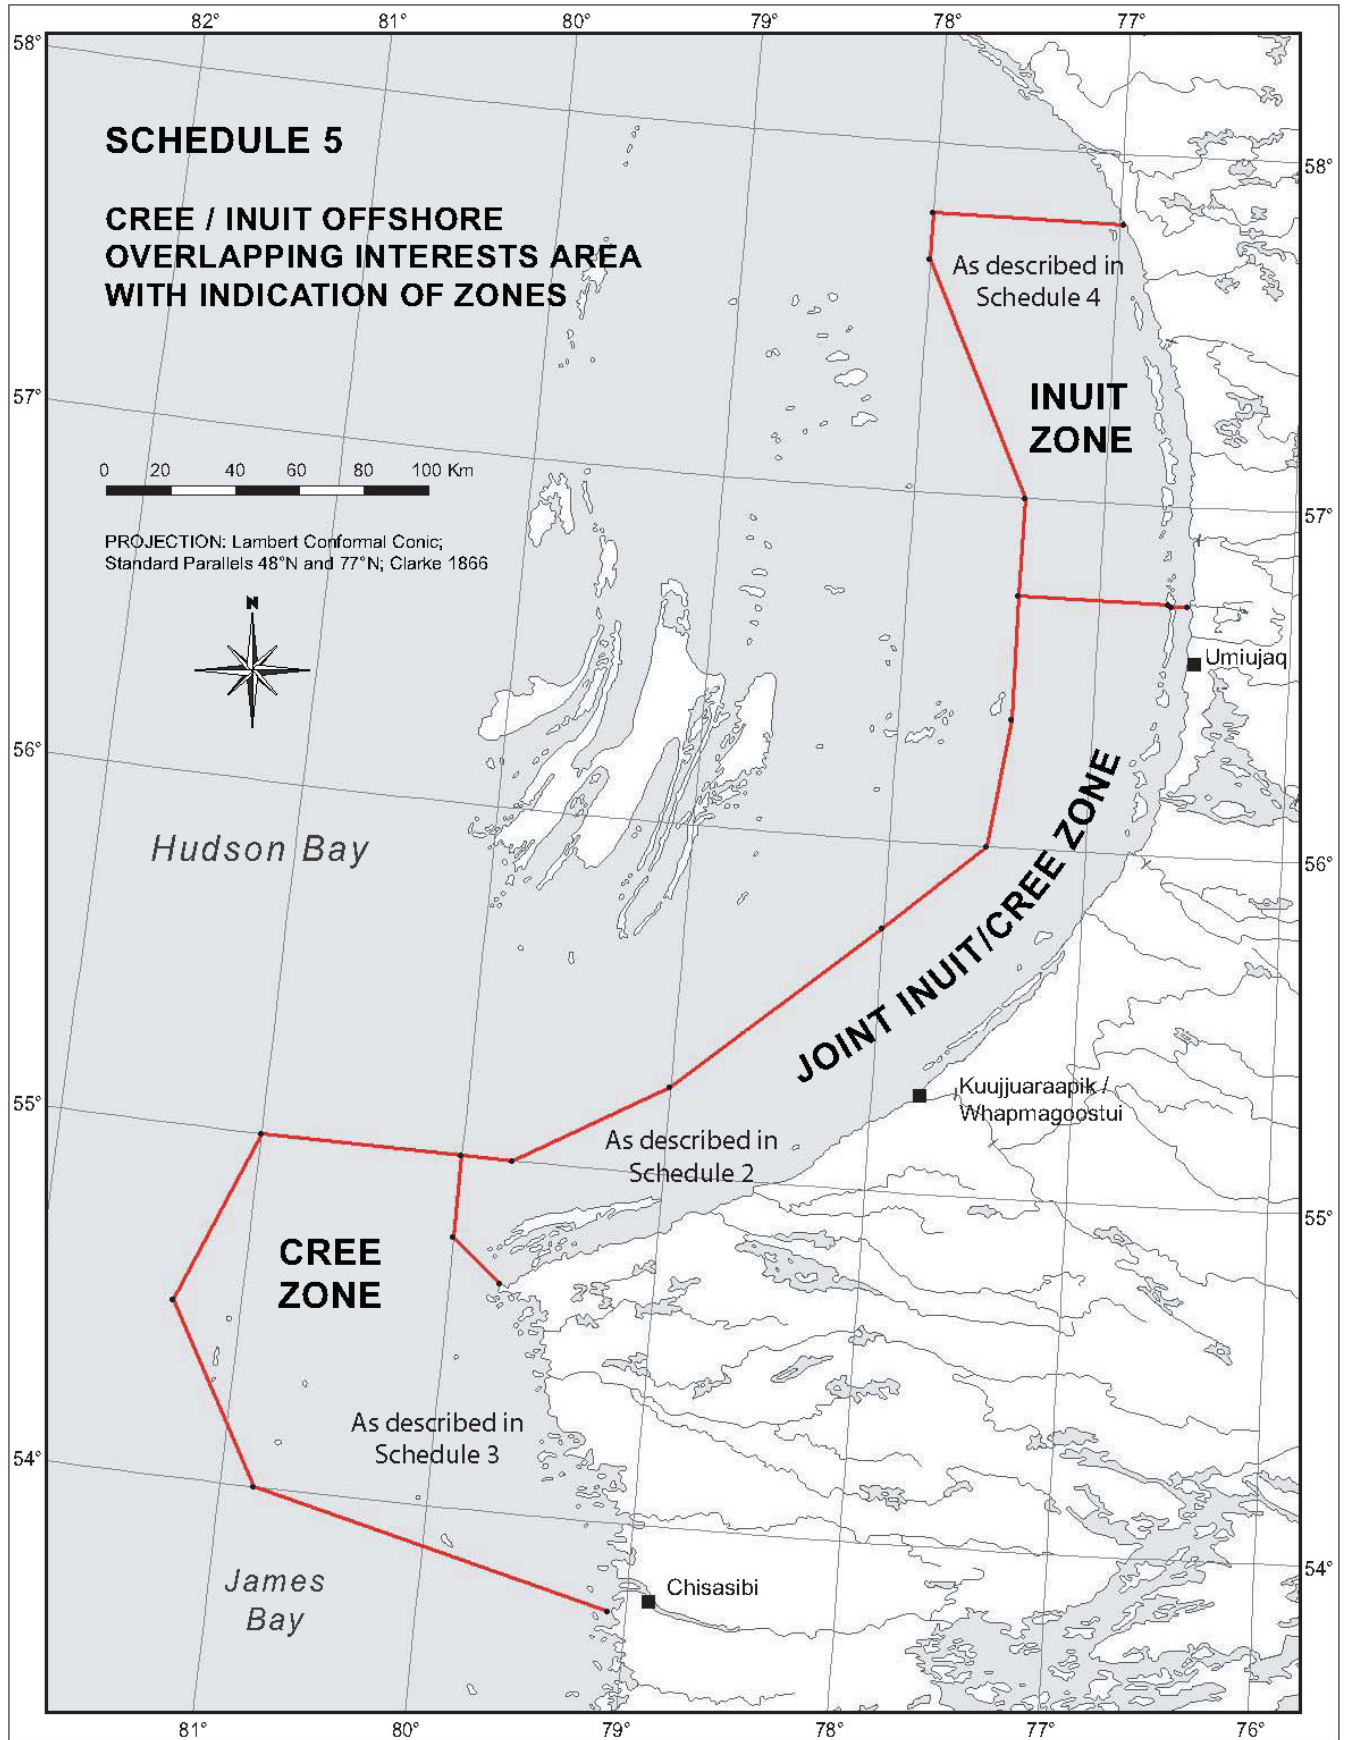 82° 81° 80° 79° 78° 77°
58°
SCHEDULE 5
58°
CREE / INUIT OFFSHORE
OVERLAPPING INTERESTS AREA
WITH INDICATION OF ZONES
As described in
Schedule 4
57°
INUIT
ZONE
0 20 40 60 80 100 Km
57°
PROJECTION: Lambert Conformal Conic;
Standard Parallels 48°N and 77°N; Clarke 1866
N
Umiujaq
56°
Hudson Bay
56°
JOINT INUIT/CREE ZONE
Kuujjuaraapik /
Whapmagoostui
55°
As described in
Schedule 2
55°
CREE
ZONE
As described in
Schedule 3
54°
54°
James
Bay
Chisasibi
81° 80° 79° 78° 77° 76°